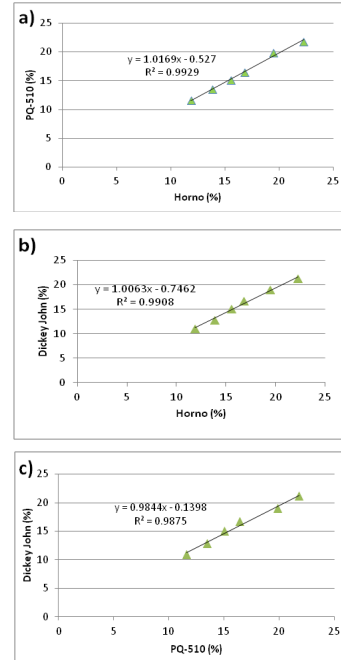 a)
25
20
15
10
5
0
PQ-510 (%)
y = 1.0169x - 0.527
R² = 0.9929
0 5 10 15 20 25
Horno (%)
b)
25
20
15
10
5
0
Dickey John (%)
y = 1.0063x - 0.7462
R² = 0.9908
0 5 10 15 20 25
Horno (%)
c)
25
20
15
10
5
0
Dickey John (%)
y = 0.9844x - 0.1398
R² = 0.9875
0 5 10 15 20 25
PQ-510 (%)